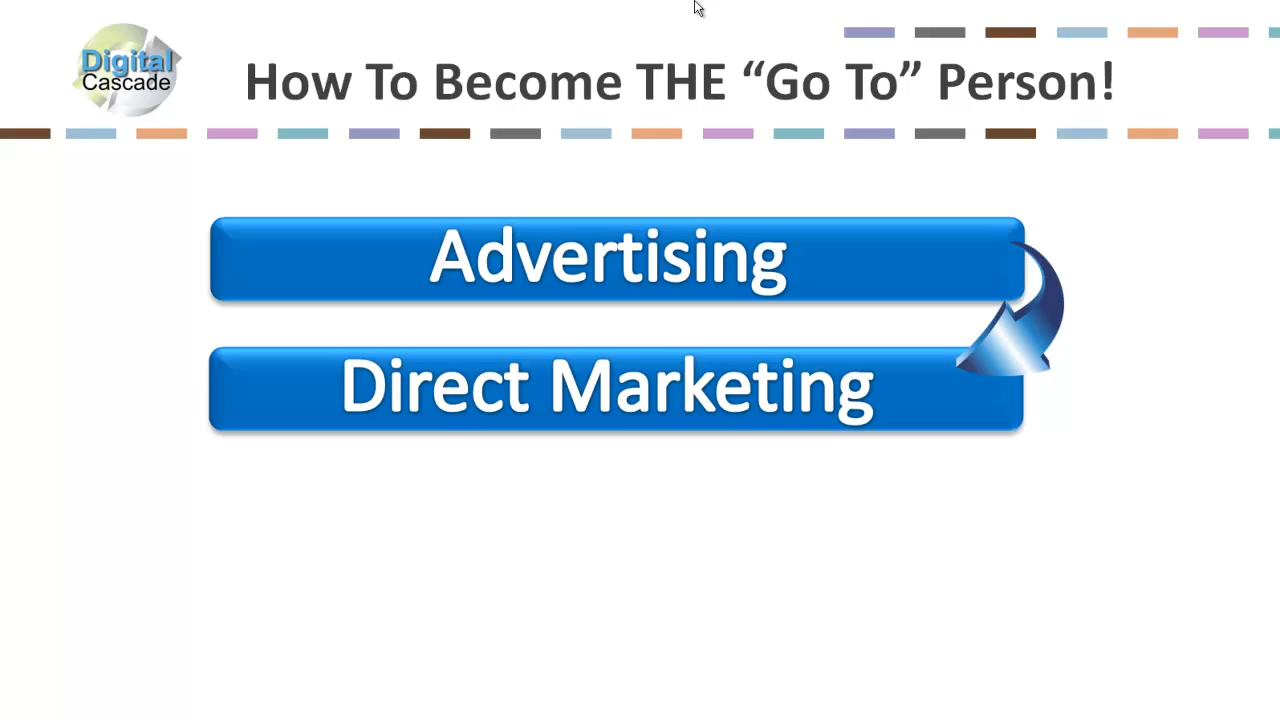 Digital
Cascade
How To Become THE “Go To” Person!
Advertising
Direct Marketing